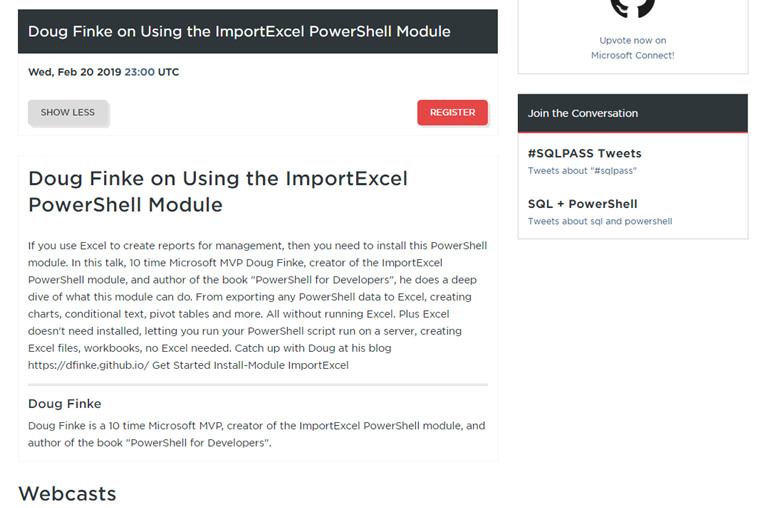 Doug Finke on Using the ImportExcel PowerShell Module
Wed, Feb 20 2019 23:00 UTC
SHOW LESS
REGISTER
Doug Finke on Using the ImportExcel
PowerShell Module
If you use Excel to create reports for management, then you need to install this PowerShell
module. In this talk, 10 time Microsoft MVP Doug Finke, creator of the ImportExcel
PowerShell module, and author of the book "PowerShell for Developers", he does a deep
dive of what this module can do. From exporting any PowerShell data to Excel, creating
charts, conditional text, pivot tables and more. All without running Excel. Plus Excel
doesn't need installed, letting you run your PowerShell script run on a server, creating
Excel files, workbooks, no Excel needed. Catch up with Doug at his blog
https://dfinke.github.io/ Get Started Install-Module ImportExcel
Doug Finke
Doug Finke is a 10 time Microsoft MVP, creator of the ImportExcel PowerShell module, and
author of the book "PowerShell for Developers".
Webcasts
Upvote now on
Microsoft Connect!
Join the Conversation
#SQLPASS Tweets
Tweets about "#sqlpass"
SQL + PowerShell
Tweets about sql and powershell